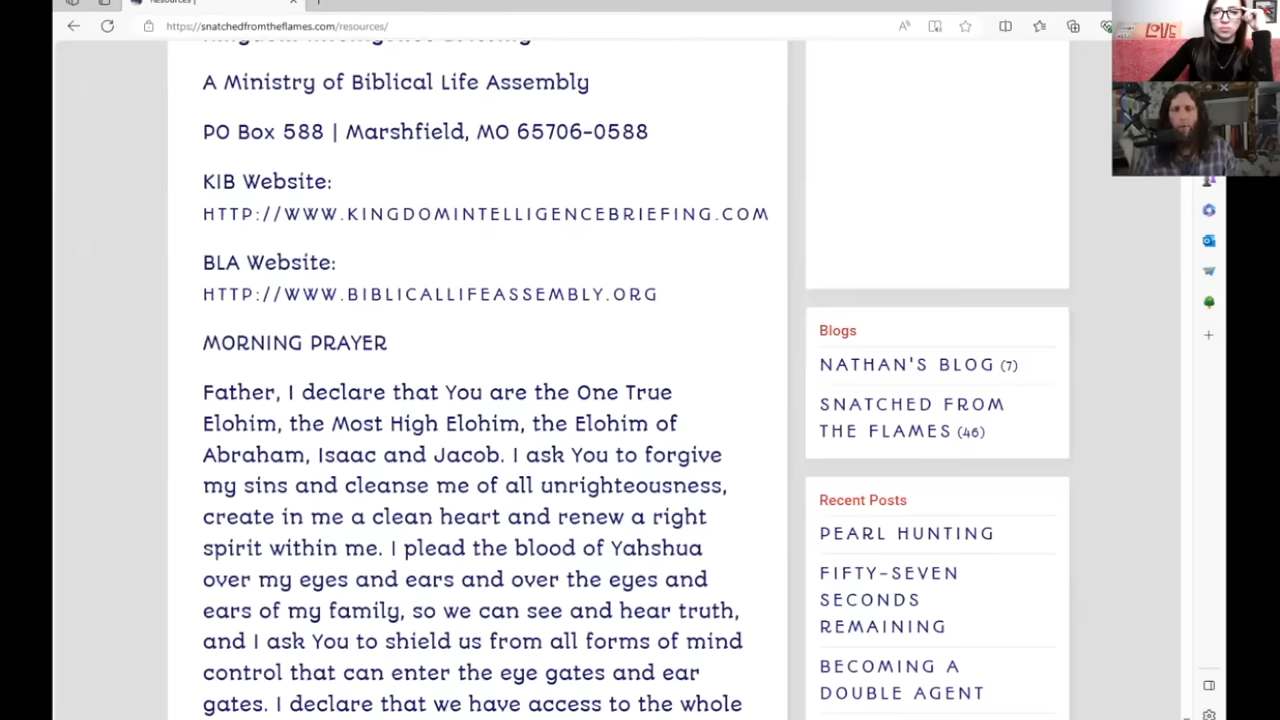 https://snatchedfromtheflames.com/resources/
Kingdom Intelligence Briefing
A Ministry of Biblical Life Assembly
PO Box 588 | Marshfield, MO 65706-0588
KIB Website:
HTTP://WWW.KINGDOMINTELLIGENCEBRIEFING.COM
BLA Website:
HTTP://WWW.BIBLICALLIFEASSEMBLY.ORG
MORNING PRAYER
Father, I declare that You are the One True
Elohim, the Most High Elohim, the Elohim of
Abraham, Isaac and Jacob. I ask You to forgive
my sins and cleanse me of all unrighteousness,
create in me a clean heart and renew a right
spirit within me. I plead the blood of Yahshua
over my eyes and ears and over the eyes and
ears of my family, so we can see and hear truth,
and I ask You to shield us from all forms of mind
control that can enter the eye gates and ear
gates. I declare that we have access to the whole
Blogs
NATHAN'S BLOG (7)
SNATCHED FROM
THE FLAMES (46)
Recent Posts
PEARL HUNTING
FIFTY-SEVEN
SECONDS
REMAINING
BECOMING A
DOUBLE AGENT
LOVE